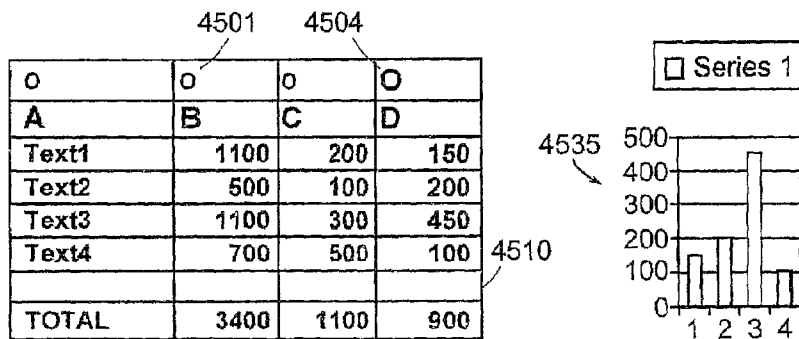 4501 4504
o o o O
A B C D
Text1 1100 200 150
Text2 500 100 200
Text3 1100 300 450
Text4 700 500 100
TOTAL 3400 1100 900
4510
Series 1
4535
500
400
300
200
100
0
1 2 3 4